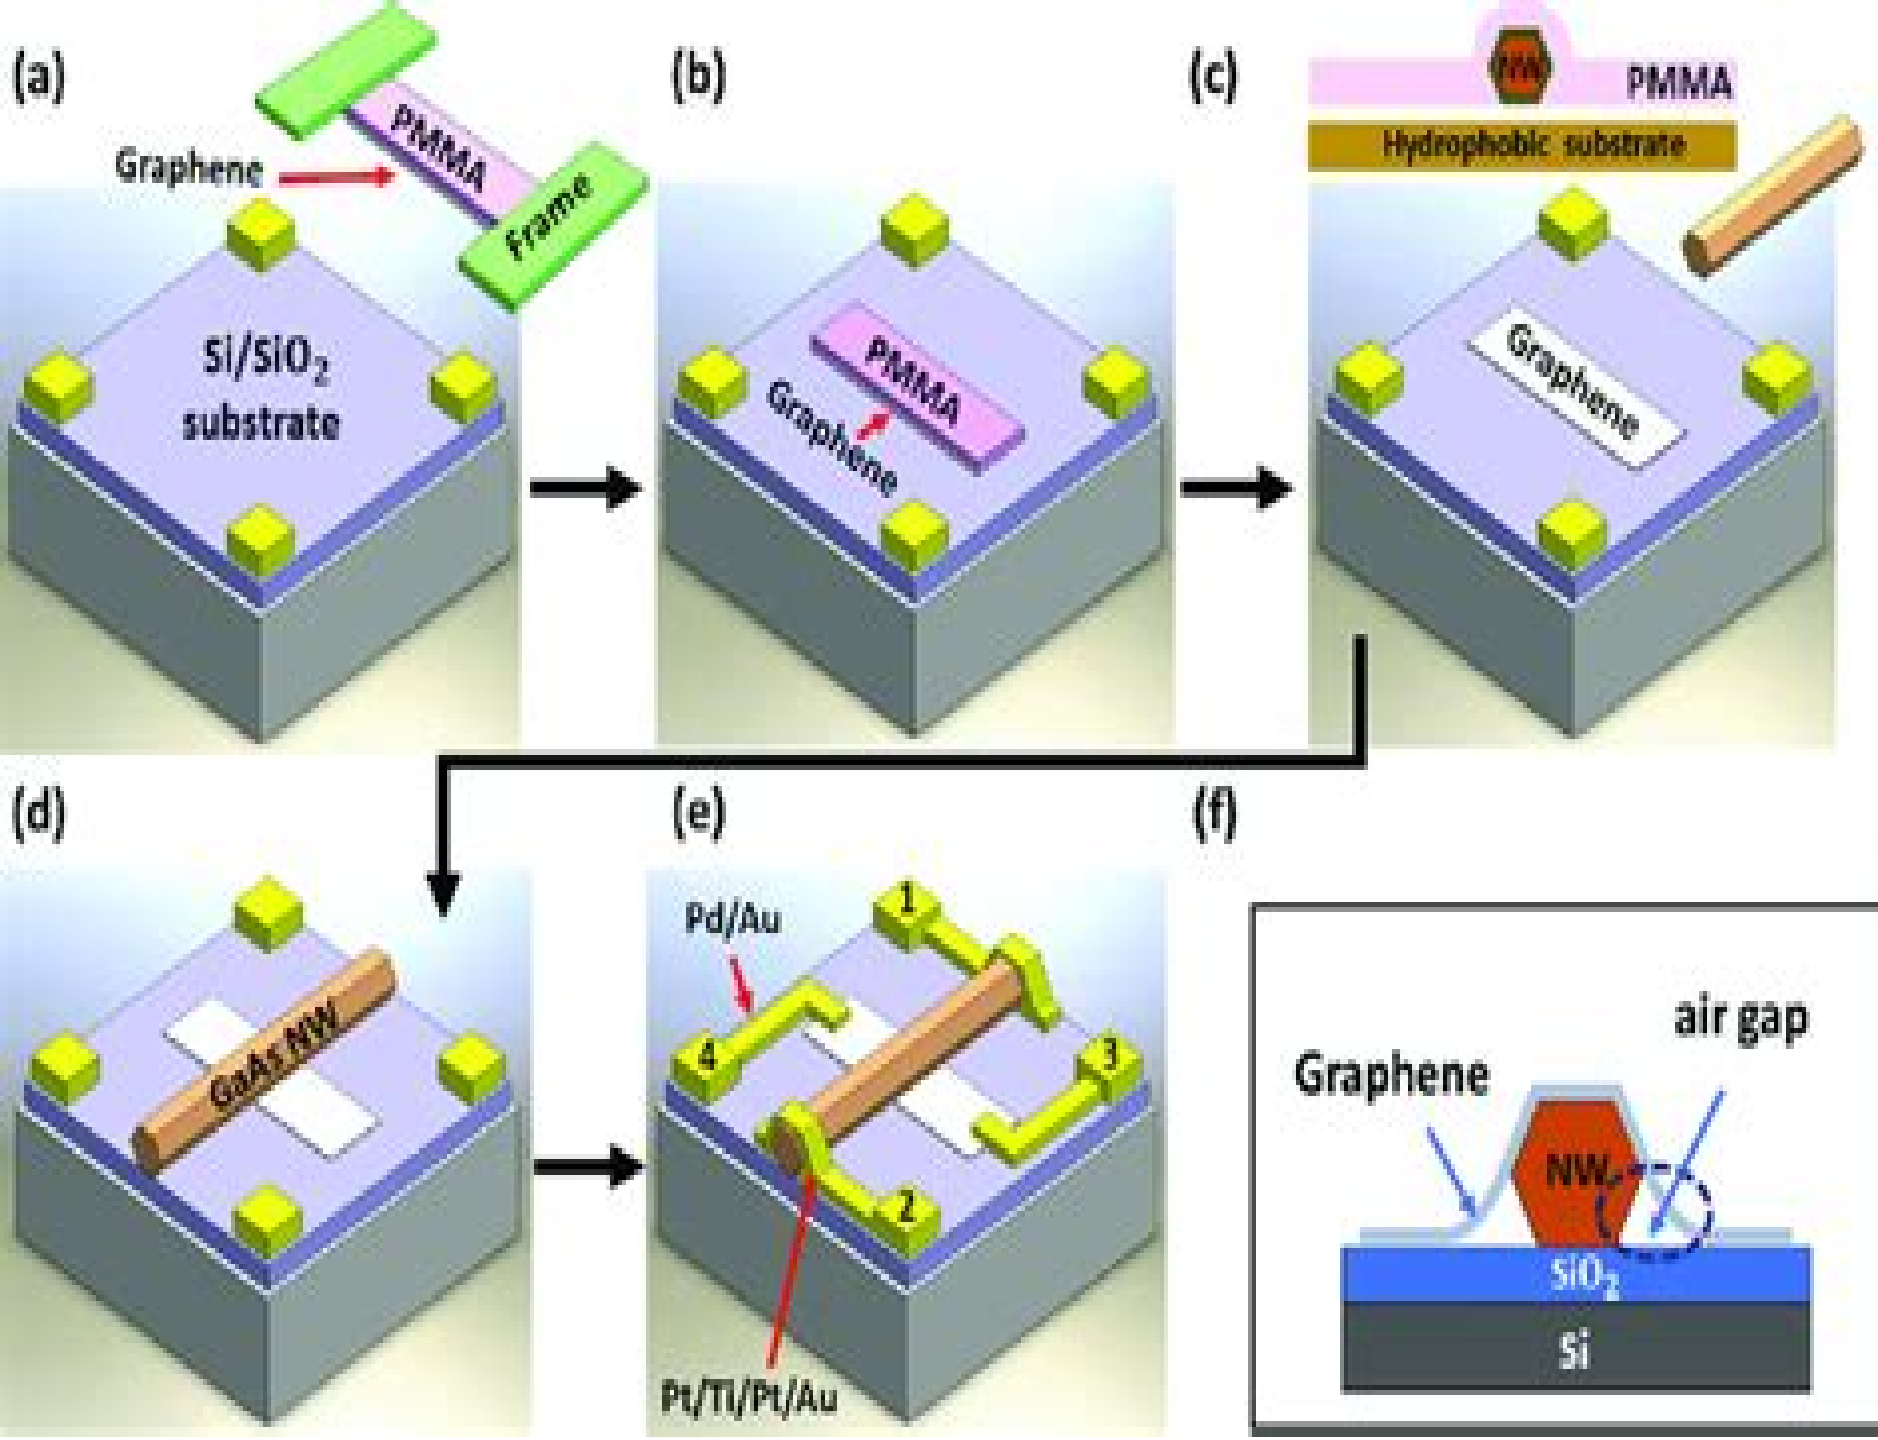 (a)
PMMA
Graphene
Frame
Si/SiO₂
substrate
(b)
PMMA
Graphene
(c)
NW
PMMA
Hydrophobic substrate
Graphene
(d)
GaAs NW
(e)
1
Pd/Au
4
3
2
Pt/Ti/Pt/Au
(f)
air gap
Graphene
NW
SiO₂
Si